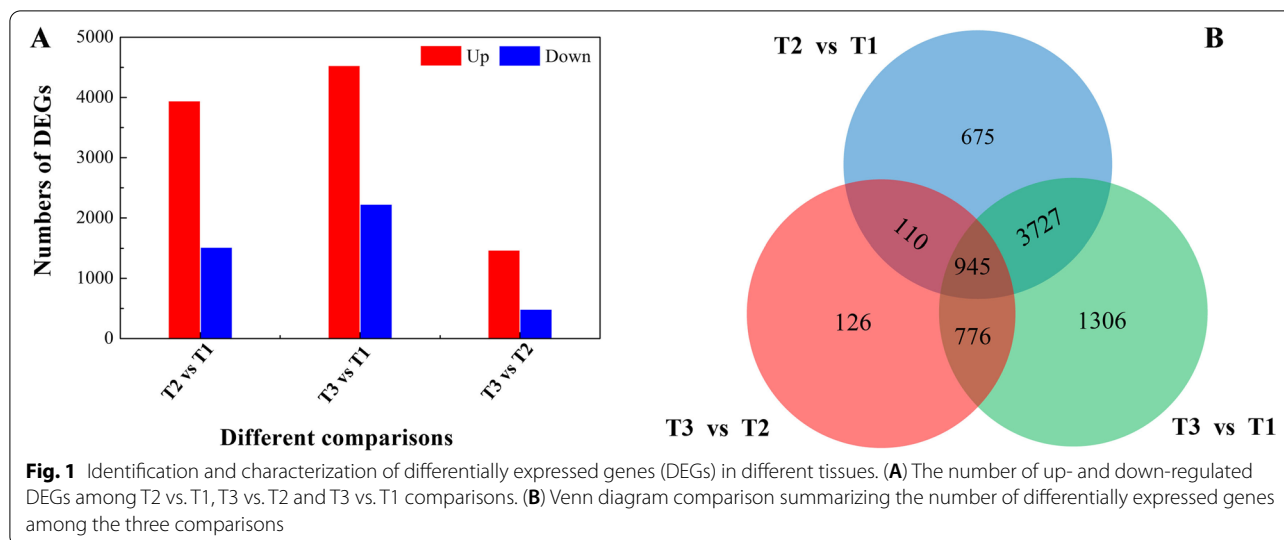 A
5000
4000
3000
2000
1000
0
Numbers of DEGs
Up Down
T2 vs T1
T3 vs T1
T3 vs T2
Different comparisons
B
T2 vs T1
675
110
3727
945
126
776
1306
T3 vs T2
T3 vs T1
Fig. 1 Identification and characterization of differentially expressed genes (DEGs) in different tissues. (A) The number of up- and down-regulated
DEGs among T2 vs. T1, T3 vs. T2 and T3 vs. T1 comparisons. (B) Venn diagram comparison summarizing the number of differentially expressed genes
among the three comparisons